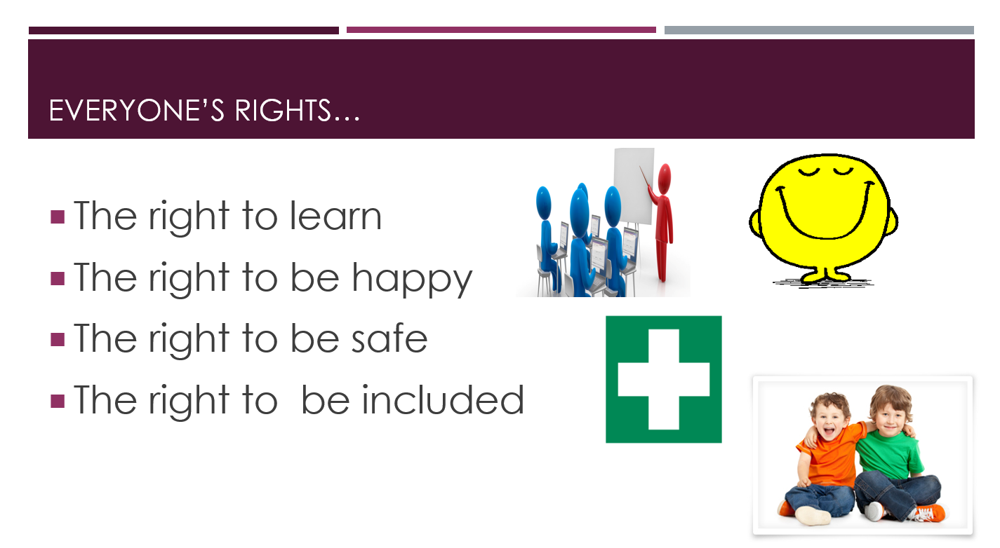 EVERYONE’S RIGHTS…
The right to learn
The right to be happy
The right to be safe
The right to  be included